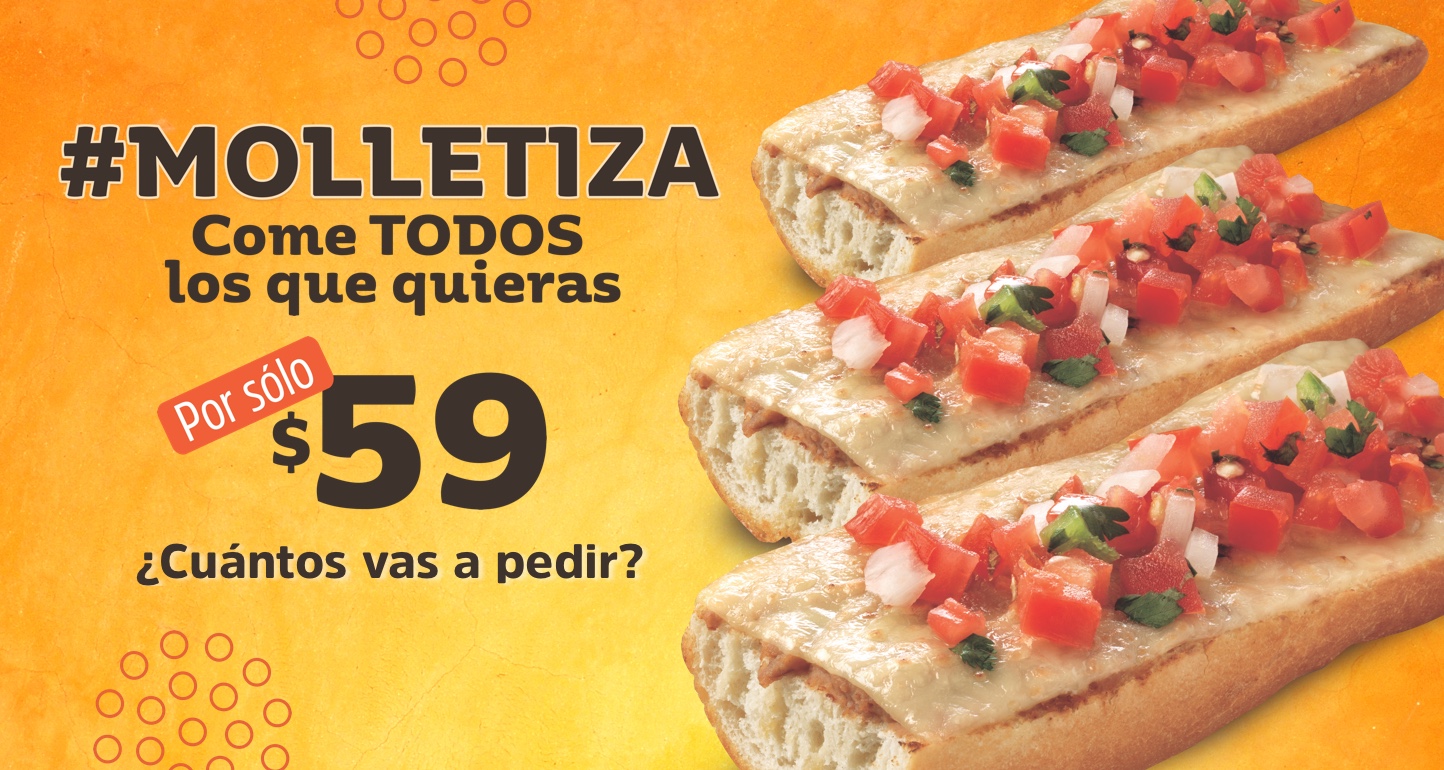 #MOLLETIZA
Come TODOS
los que quieras
Por sólo
$59
¿Cuántos vas a pedir?